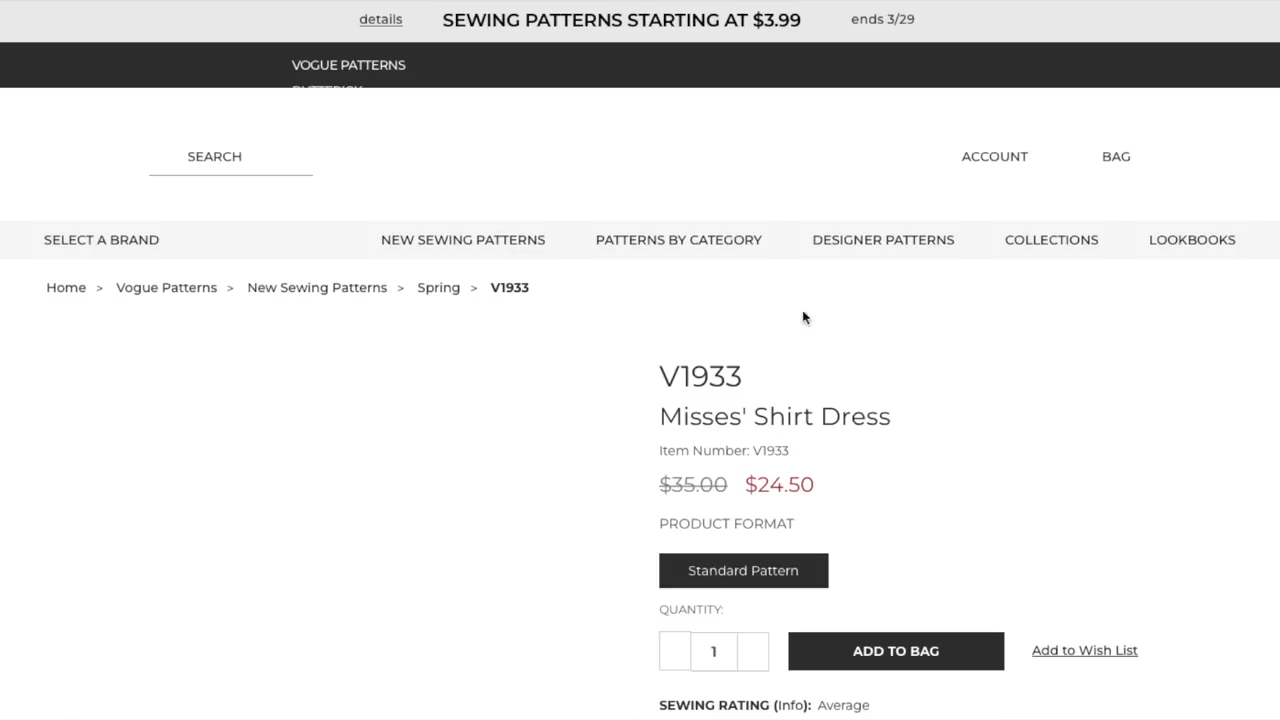 details SEWING PATTERNS STARTING AT $3.99 ends 3/29
VOGUE PATTERNS
SEARCH ACCOUNT BAG
SELECT A BRAND NEW SEWING PATTERNS PATTERNS BY CATEGORY DESIGNER PATTERNS COLLECTIONS LOOKBOOKS
Home > Vogue Patterns > New Sewing Patterns > Spring > V1933
V1933
Misses' Shirt Dress
Item Number: V1933
$35.00 $24.50
PRODUCT FORMAT
Standard Pattern
QUANTITY:
1 ADD TO BAG Add to Wish List
SEWING RATING (Info): Average